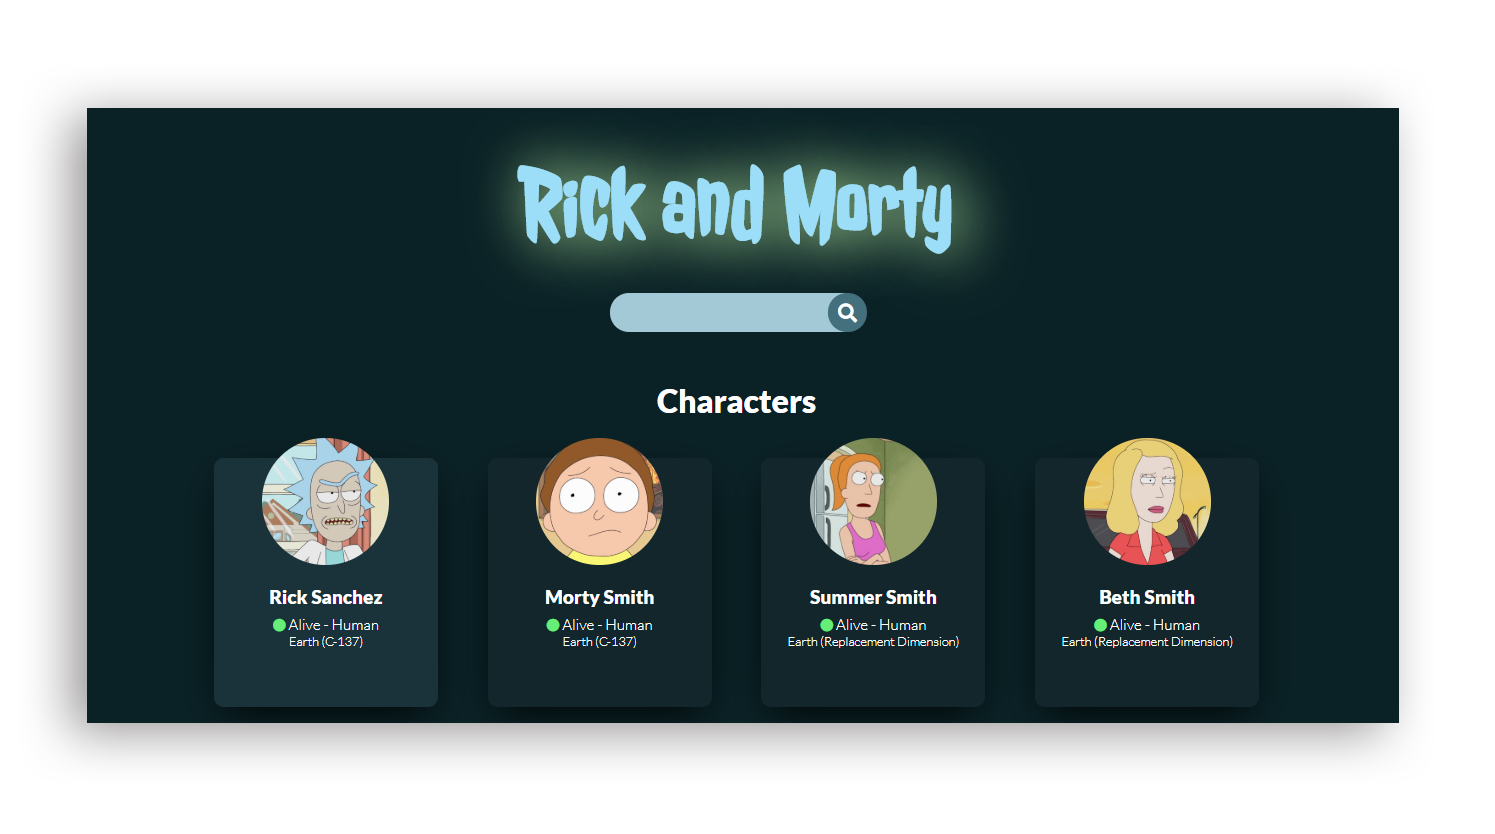 Rick and Morty
Characters
Rick Sanchez
Alive - Human
Earth (C-137)
Morty Smith
Alive - Human
Earth (C-137)
Summer Smith
Alive - Human
Earth (Replacement Dimension)
Beth Smith
Alive - Human
Earth (Replacement Dimension)